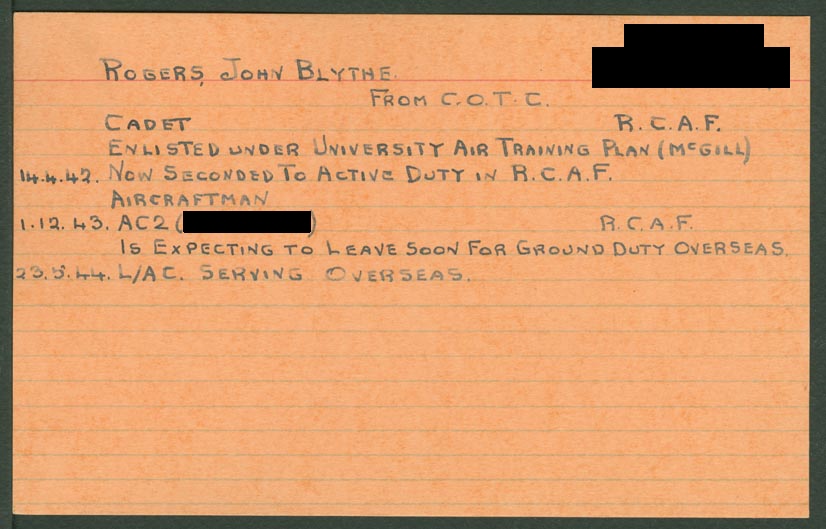 ROGERS, JOHN BLYTHE.
FROM C.O.T.C.
CADET R.C.A.F.
ENLISTED UNDER UNIVERSITY AIR TRAINING PLAN (MCGILL)
14.4.42. NOW SECONDED TO ACTIVE DUTY IN R.C.A.F.
AIRCRAFTMAN
1.12.43. AC2 ( ) R.C.A.F.
IS EXPECTING TO LEAVE SOON FOR GROUND DUTY OVERSEAS.
23.5.44. L/AC. SERVING OVERSEAS.